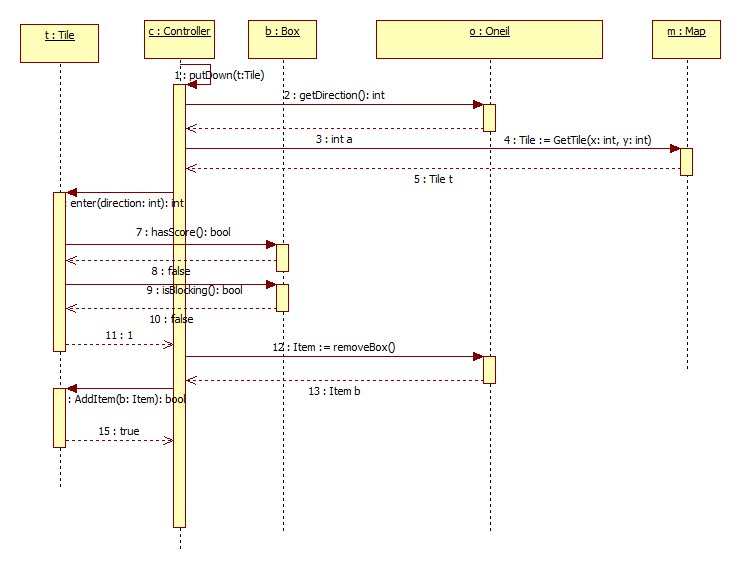 t : Tile
c : Controller
b : Box
o : Oneil
m : Map
1 : putDown(t:Tile)
2 : getDirection(): int
3 : int a
4 : Tile := GetTile(x: int, y: int)
5 : Tile t
: enter(direction: int): int
7 : hasScore(): bool
8 : false
9 : isBlocking(): bool
10 : false
11 : 1
12 : Item := removeBox()
13 : Item b
: AddItem(b: Item): bool
15 : true